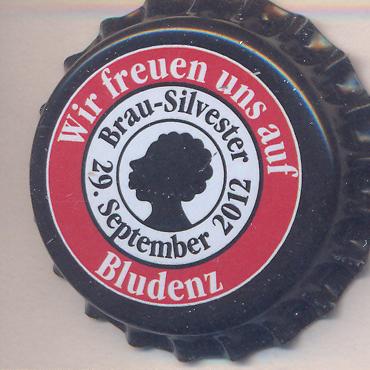 Wir freuen uns auf
Bludenz
Brau-Silvester
29. September 2012